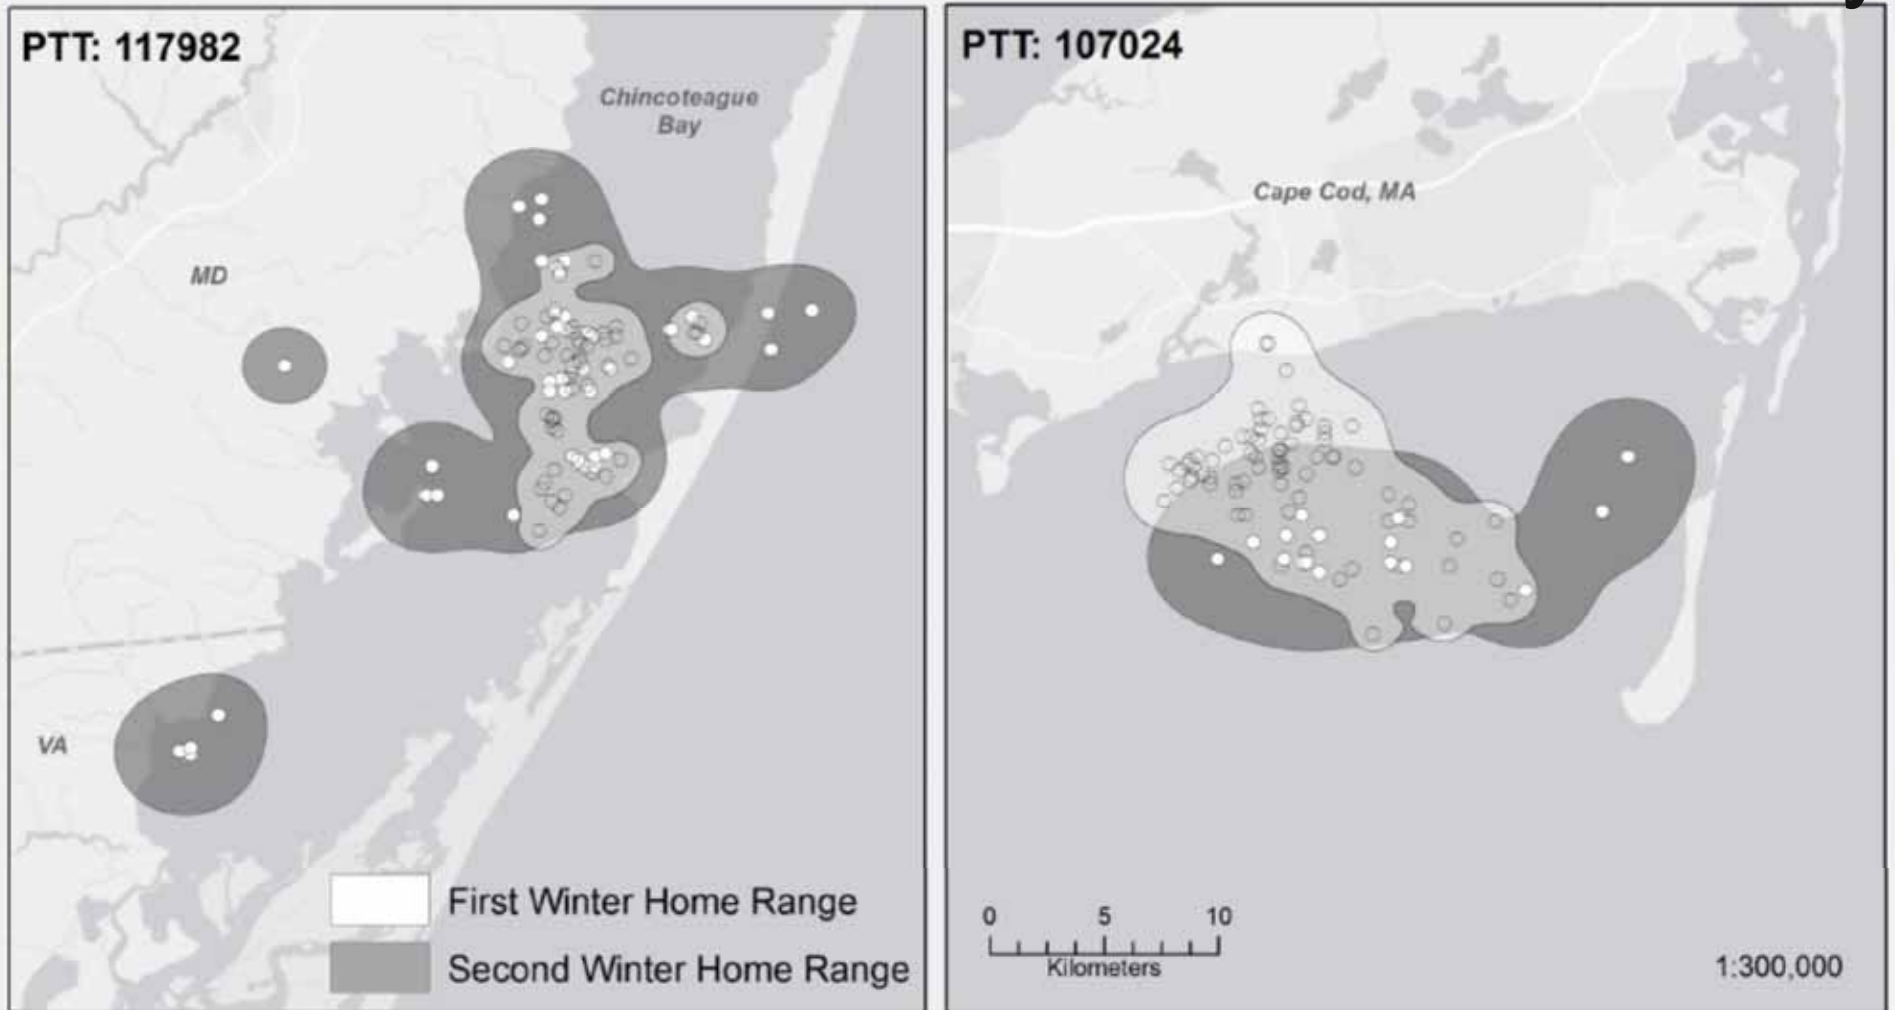 PTT: 117982
Chincoteague
Bay
MD
VA
First Winter Home Range
Second Winter Home Range
PTT: 107024
Cape Cod, MA
0 5 10
Kilometers
1:300,000